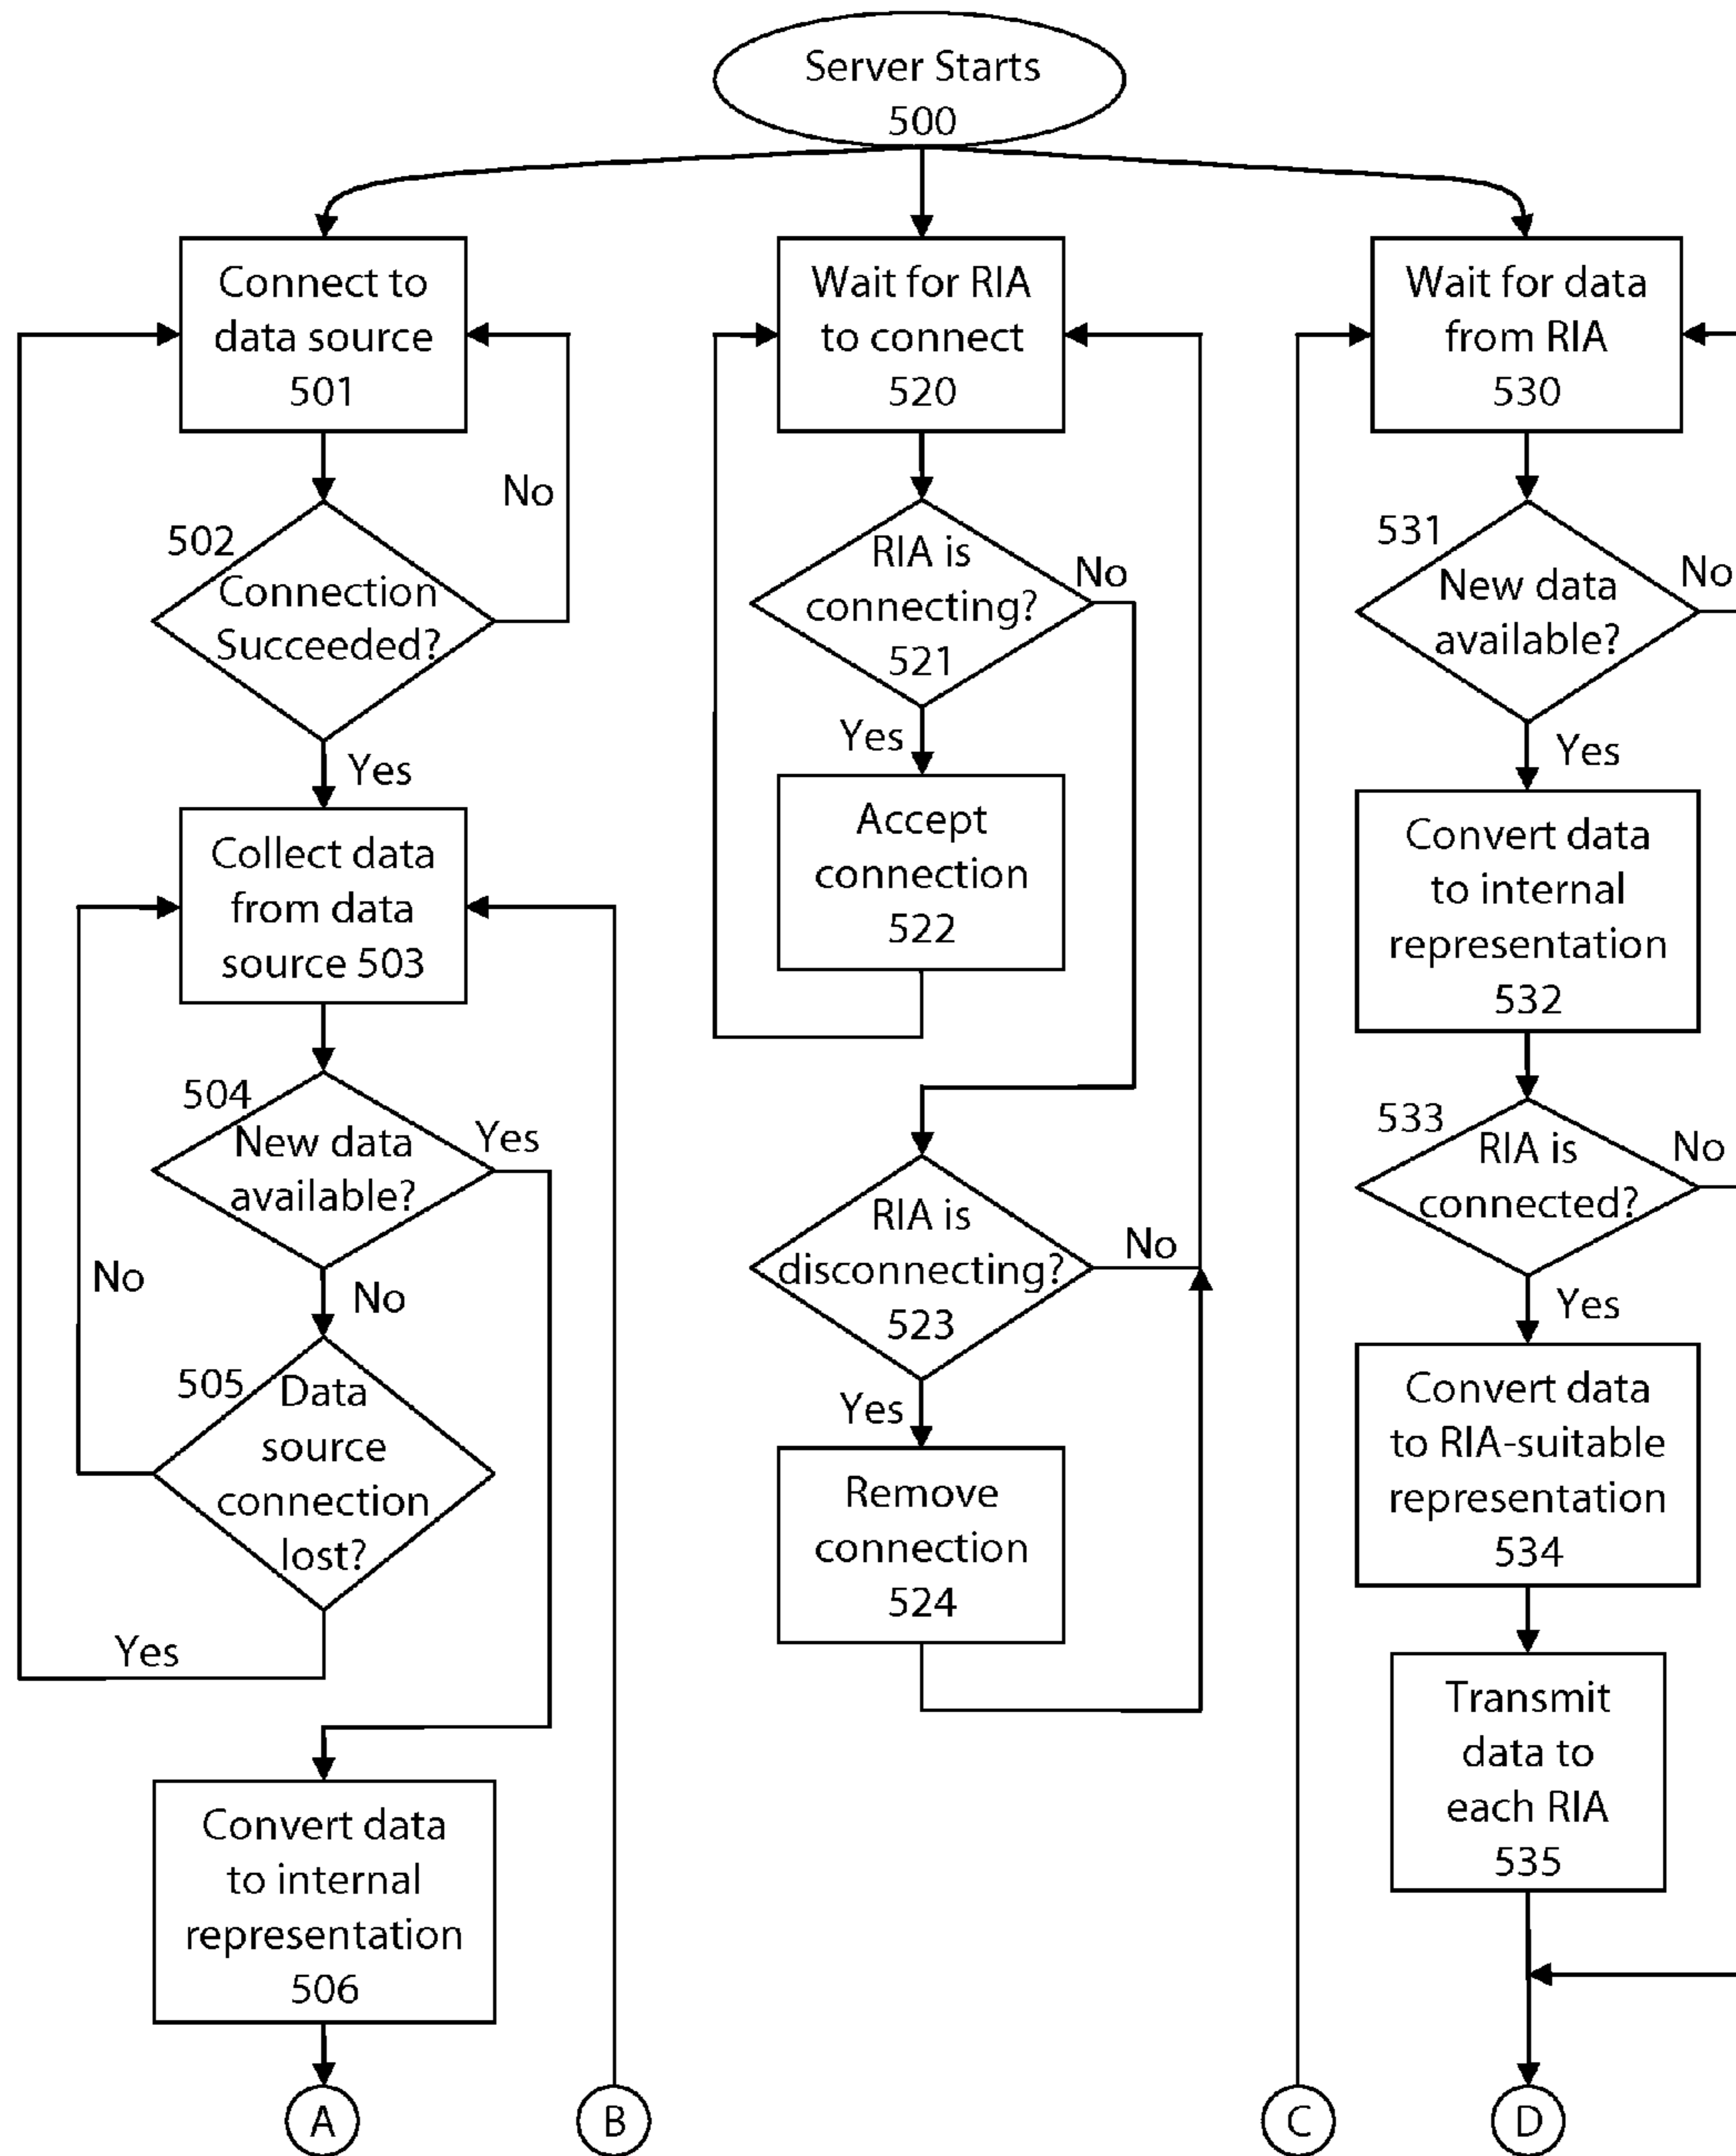 Server Starts
500
Connect to
data source
501
No
502
Connection
Succeeded?
Yes
Collect data
from data
source 503
504
New data
available?
Yes
No
No
505
Data
source
connection
lost?
Yes
Convert data
to internal
representation
506
A
B
Wait for RIA
to connect
520
RIA is
connecting?
521
No
Yes
Accept
connection
522
RIA is
disconnecting?
523
No
Yes
Remove
connection
524
Wait for data
from RIA
530
531
New data
available?
No
Yes
Convert data
to internal
representation
532
533
RIA is
connected?
No
Yes
Convert data
to RIA-suitable
representation
534
Transmit
data to
each RIA
535
C
D